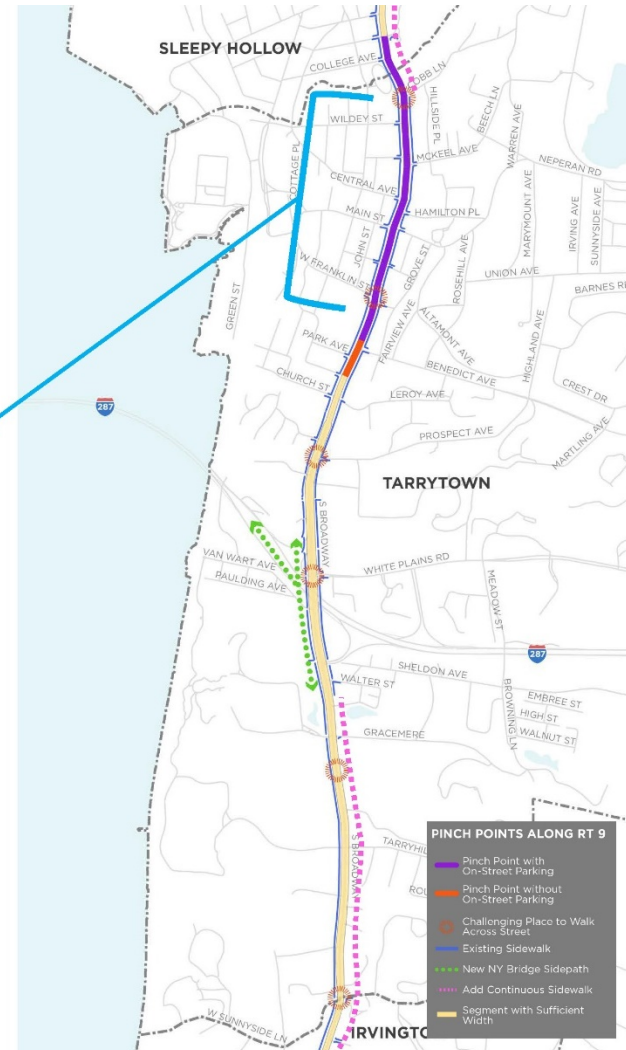 SLEEPY HOLLOW
COLLEGE AVE
COBB LN
HILLSIDE PL
BEECH LN
WARREN AVE
WILDEY ST
MCKEEL AVE
NEPERAN RD
COTTAGE PL
CENTRAL AVE
MARYMOUNT AVE
IRVING AVE
SUNNYSIDE AVE
MAIN ST
HAMILTON PL
JOHN ST
GROVE ST
ROSEHILL AVE
W FRANKLIN ST
UNION AVE
BARNES RD
GREEN ST
FAIRVIEW AVE
ALTAMONT AVE
HIGHLAND AVE
PARK AVE
BENEDICT AVE
CREST DR
CHURCH ST
LEROY AVE
287
PROSPECT AVE
MARTLING AVE
TARRYTOWN
S BROADWAY
VAN WART AVE
WHITE PLAINS RD
PAULDING AVE
MEADOW ST
287
SHELDON AVE
WALTER ST
BROWNING LN
EMBREE ST
HIGH ST
WALNUT ST
GRACEMERE
S BROADWAY
TARRYHIL
ROU
W SUNNYSIDE LN
IRVINGTO
PINCH POINTS ALONG RT 9
Pinch Point with
On-Street Parking
Pinch Point without
On-Street Parking
Challenging Place to Walk
Across Street
Existing Sidewalk
New NY Bridge Sidepath
Add Continuous Sidewalk
Segment with Sufficient
Width